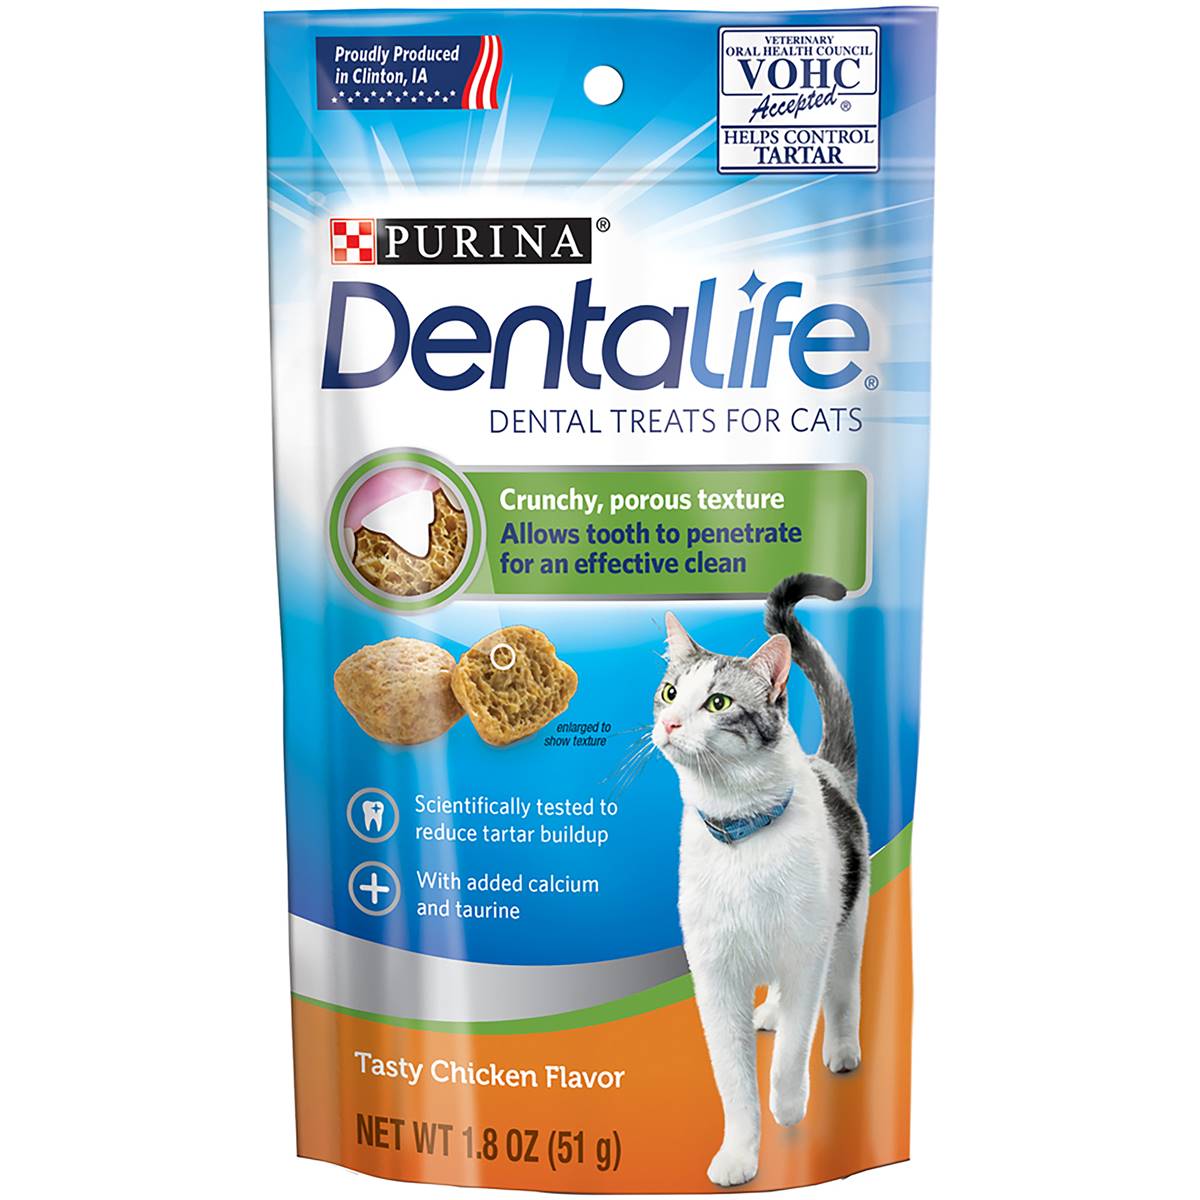 Proudly Produced
in Clinton, IA
VETERINARY
ORAL HEALTH COUNCIL
VOHC
Accepted®
HELPS CONTROL
TARTAR
PURINA®
DentaLife®
DENTAL TREATS FOR CATS
Crunchy, porous texture
Allows tooth to penetrate
for an effective clean
enlarged to
show texture
Scientifically tested to
reduce tartar buildup
With added calcium
and taurine
Tasty Chicken Flavor
NET WT 1.8 OZ (51 g)